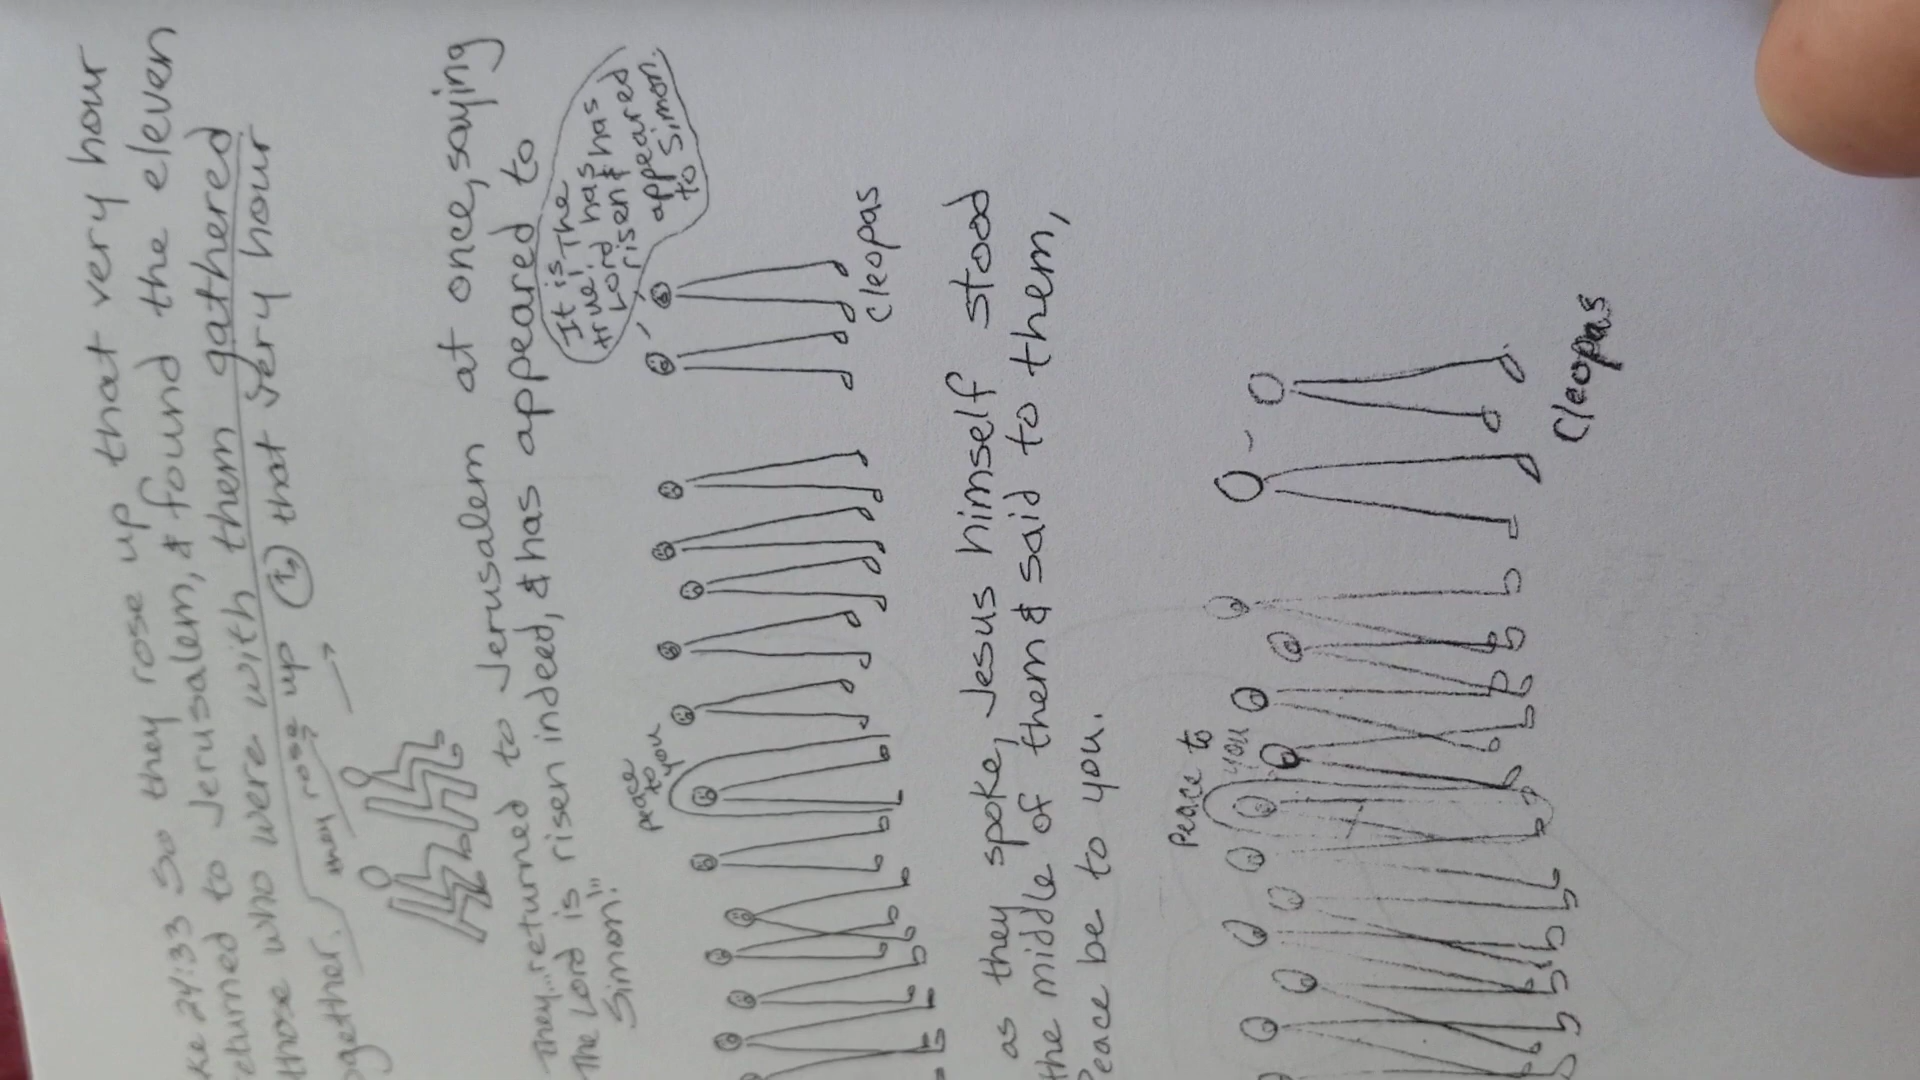 ke 24:33 So they rose up that very hour
eturned to Jerusalem, & found the eleven
those who were with them gathered
ogether. they rose up ① that very hour
They...returned to Jerusalem at once, saying
"The Lord is risen indeed, & has appeared to
Simon!"
It is
true! The
Lord has
risen & has
appeared
to Simon.
peace
to
you
Cleopas
as they spoke, Jesus himself stood
the middle of them & said to them,
Peace be to you.
Peace to
you
Cleopas